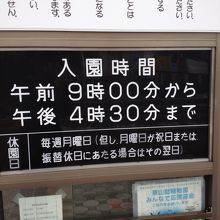 入園時間
午前9時00分から
午後4時30分まで
休園日
毎週月曜日(但し、月曜日が祝日または、
振替休日にあたる場合はその翌日)